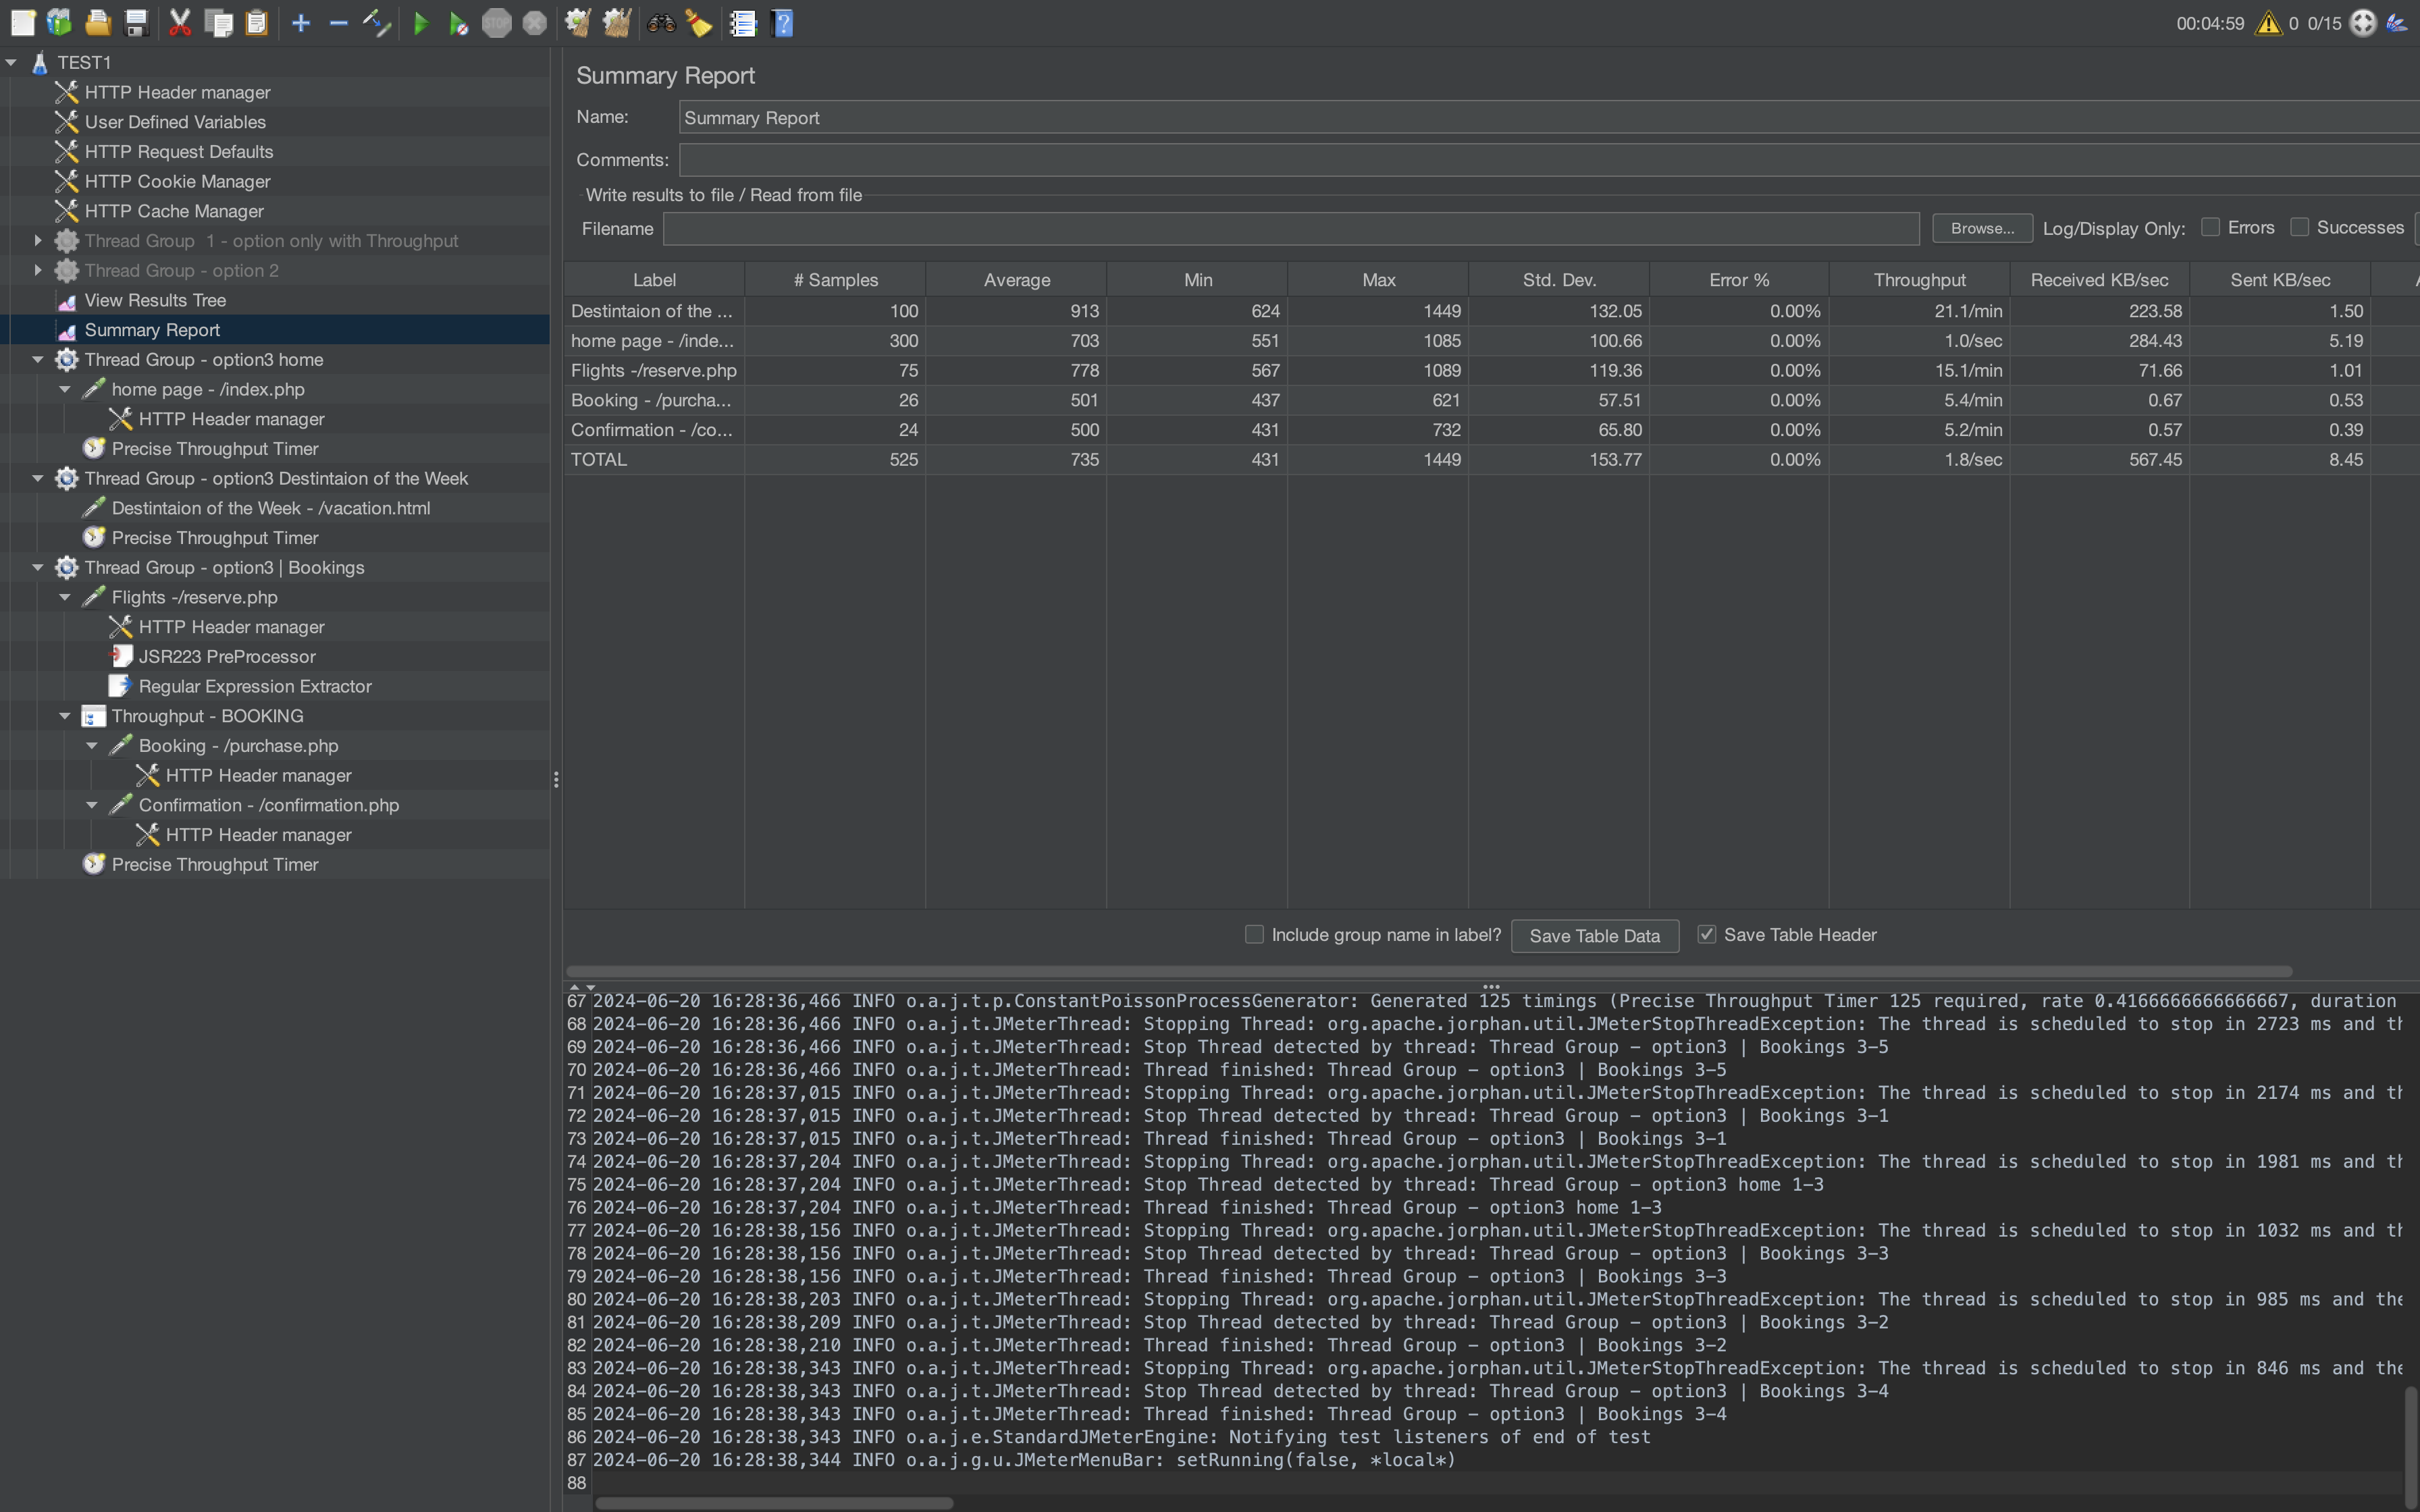 STOP
00:04:59 0 0/15
TEST1
HTTP Header manager
User Defined Variables
HTTP Request Defaults
HTTP Cookie Manager
HTTP Cache Manager
Thread Group 1 - option only with Throughput
Thread Group - option 2
View Results Tree
Summary Report
Thread Group - option3 home
home page - /index.php
HTTP Header manager
Precise Throughput Timer
Thread Group - option3 Destintaion of the Week
Destintaion of the Week - /vacation.html
Precise Throughput Timer
Thread Group - option3 | Bookings
Flights -/reserve.php
HTTP Header manager
JSR223 PreProcessor
Regular Expression Extractor
Throughput - BOOKING
Booking - /purchase.php
HTTP Header manager
Confirmation - /confirmation.php
HTTP Header manager
Precise Throughput Timer
Summary Report
Name: Summary Report
Comments:
Write results to file / Read from file
Filename Browse... Log/Display Only: Errors Successes
Label # Samples Average Min Max Std. Dev. Error % Throughput Received KB/sec Sent KB/sec
Destintaion of the ... 100 913 624 1449 132.05 0.00% 21.1/min 223.58 1.50
home page - /inde... 300 703 551 1085 100.66 0.00% 1.0/sec 284.43 5.19
Flights -/reserve.php 75 778 567 1089 119.36 0.00% 15.1/min 71.66 1.01
Booking - /purcha... 26 501 437 621 57.51 0.00% 5.4/min 0.67 0.53
Confirmation - /co... 24 500 431 732 65.80 0.00% 5.2/min 0.57 0.39
TOTAL 525 735 431 1449 153.77 0.00% 1.8/sec 567.45 8.45
Include group name in label? Save Table Data Save Table Header
67 2024-06-20 16:28:36,466 INFO o.a.j.t.p.ConstantPoissonProcessGenerator: Generated 125 timings (Precise Throughput Timer 125 required, rate 0.4166666666666667, duration
68 2024-06-20 16:28:36,466 INFO o.a.j.t.JMeterThread: Stopping Thread: org.apache.jorphan.util.JMeterStopThreadException: The thread is scheduled to stop in 2723 ms and th
69 2024-06-20 16:28:36,466 INFO o.a.j.t.JMeterThread: Stop Thread detected by thread: Thread Group - option3 | Bookings 3-5
70 2024-06-20 16:28:36,466 INFO o.a.j.t.JMeterThread: Thread finished: Thread Group - option3 | Bookings 3-5
71 2024-06-20 16:28:37,015 INFO o.a.j.t.JMeterThread: Stopping Thread: org.apache.jorphan.util.JMeterStopThreadException: The thread is scheduled to stop in 2174 ms and th
72 2024-06-20 16:28:37,015 INFO o.a.j.t.JMeterThread: Stop Thread detected by thread: Thread Group - option3 | Bookings 3-1
73 2024-06-20 16:28:37,015 INFO o.a.j.t.JMeterThread: Thread finished: Thread Group - option3 | Bookings 3-1
74 2024-06-20 16:28:37,204 INFO o.a.j.t.JMeterThread: Stopping Thread: org.apache.jorphan.util.JMeterStopThreadException: The thread is scheduled to stop in 1981 ms and th
75 2024-06-20 16:28:37,204 INFO o.a.j.t.JMeterThread: Stop Thread detected by thread: Thread Group - option3 home 1-3
76 2024-06-20 16:28:37,204 INFO o.a.j.t.JMeterThread: Thread finished: Thread Group - option3 home 1-3
77 2024-06-20 16:28:38,156 INFO o.a.j.t.JMeterThread: Stopping Thread: org.apache.jorphan.util.JMeterStopThreadException: The thread is scheduled to stop in 1032 ms and th
78 2024-06-20 16:28:38,156 INFO o.a.j.t.JMeterThread: Stop Thread detected by thread: Thread Group - option3 | Bookings 3-3
79 2024-06-20 16:28:38,156 INFO o.a.j.t.JMeterThread: Thread finished: Thread Group - option3 | Bookings 3-3
80 2024-06-20 16:28:38,203 INFO o.a.j.t.JMeterThread: Stopping Thread: org.apache.jorphan.util.JMeterStopThreadException: The thread is scheduled to stop in 985 ms and the
81 2024-06-20 16:28:38,209 INFO o.a.j.t.JMeterThread: Stop Thread detected by thread: Thread Group - option3 | Bookings 3-2
82 2024-06-20 16:28:38,210 INFO o.a.j.t.JMeterThread: Thread finished: Thread Group - option3 | Bookings 3-2
83 2024-06-20 16:28:38,343 INFO o.a.j.t.JMeterThread: Stopping Thread: org.apache.jorphan.util.JMeterStopThreadException: The thread is scheduled to stop in 846 ms and the
84 2024-06-20 16:28:38,343 INFO o.a.j.t.JMeterThread: Stop Thread detected by thread: Thread Group - option3 | Bookings 3-4
85 2024-06-20 16:28:38,343 INFO o.a.j.t.JMeterThread: Thread finished: Thread Group - option3 | Bookings 3-4
86 2024-06-20 16:28:38,343 INFO o.a.j.e.StandardJMeterEngine: Notifying test listeners of end of test
87 2024-06-20 16:28:38,344 INFO o.a.j.g.u.JMeterMenuBar: setRunning(false, *local*)
88